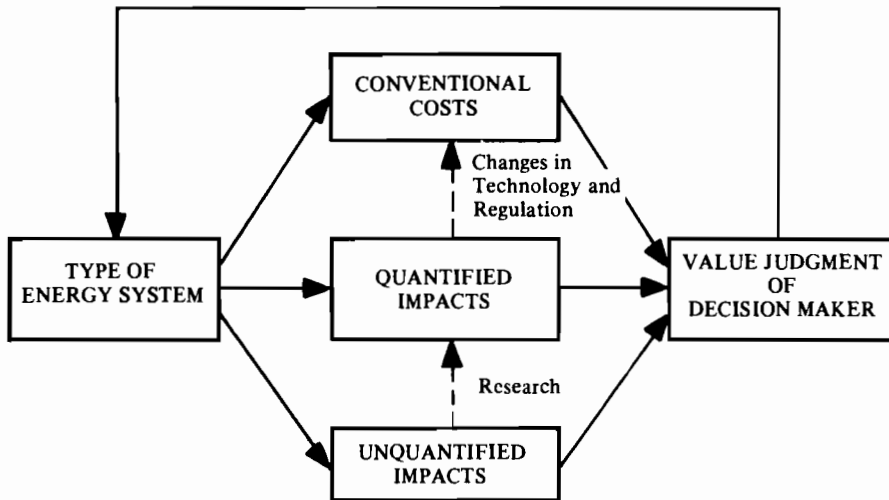 CONVENTIONAL
COSTS
Changes in
Technology and
Regulation
TYPE OF
ENERGY SYSTEM
QUANTIFIED
IMPACTS
VALUE JUDGMENT
OF
DECISION MAKER
Research
UNQUANTIFIED
IMPACTS